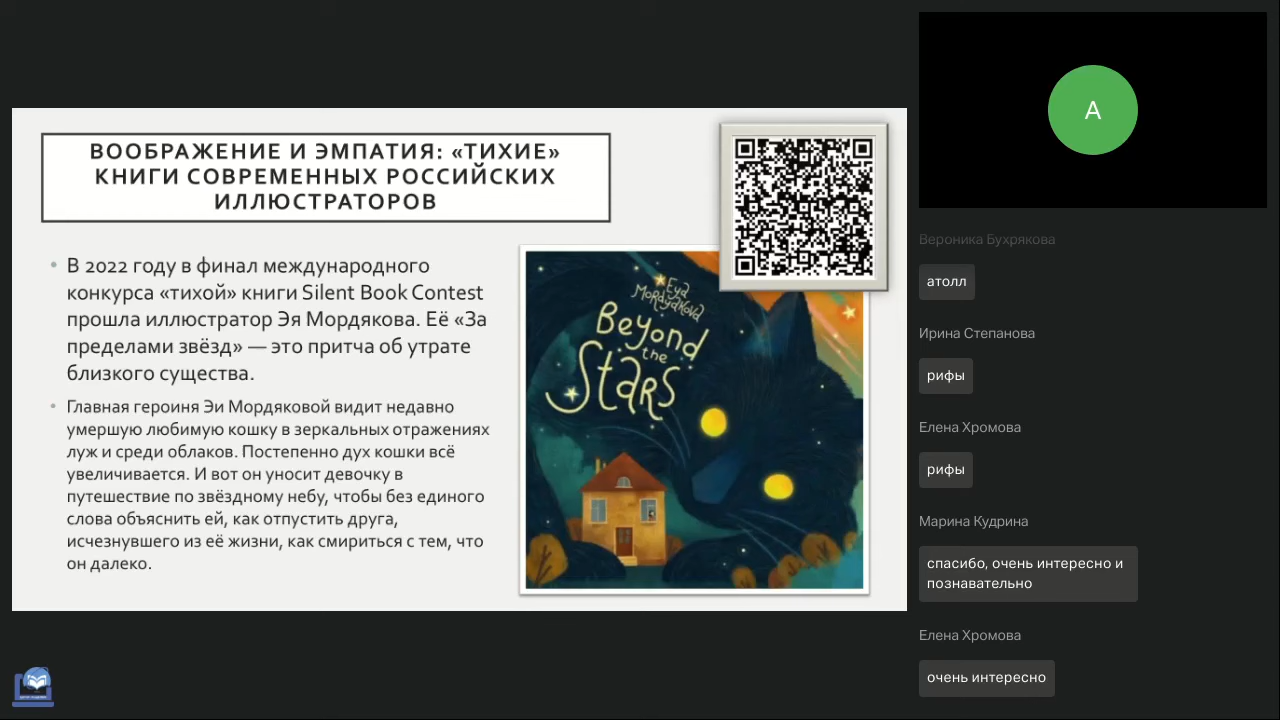 ВООБРАЖЕНИЕ И ЭМПАТИЯ: «ТИХИЕ»
КНИГИ СОВРЕМЕННЫХ РОССИЙСКИХ
ИЛЛЮСТРАТОРОВ
• В 2022 году в финал международного
конкурса «тихой» книги Silent Book Contest
прошла иллюстратор Эя Мордякова. Её «За
пределами звёзд» — это притча об утрате
близкого существа.
• Главная героиня Эи Мордяковой видит недавно
умершую любимую кошку в зеркальных отражениях
луж и среди облаков. Постепенно дух кошки всё
увеличивается. И вот он уносит девочку в
путешествие по звёздному небу, чтобы без единого
слова объяснить ей, как отпустить друга,
исчезнувшего из её жизни, как смириться с тем, что
он далеко.
Eya
Mordyakova
Beyond
the
Stars
А
Вероника Бухрякова
атолл
Ирина Степанова
рифы
Елена Хромова
рифы
Марина Кудрина
спасибо, очень интересно и
познавательно
Елена Хромова
очень интересно